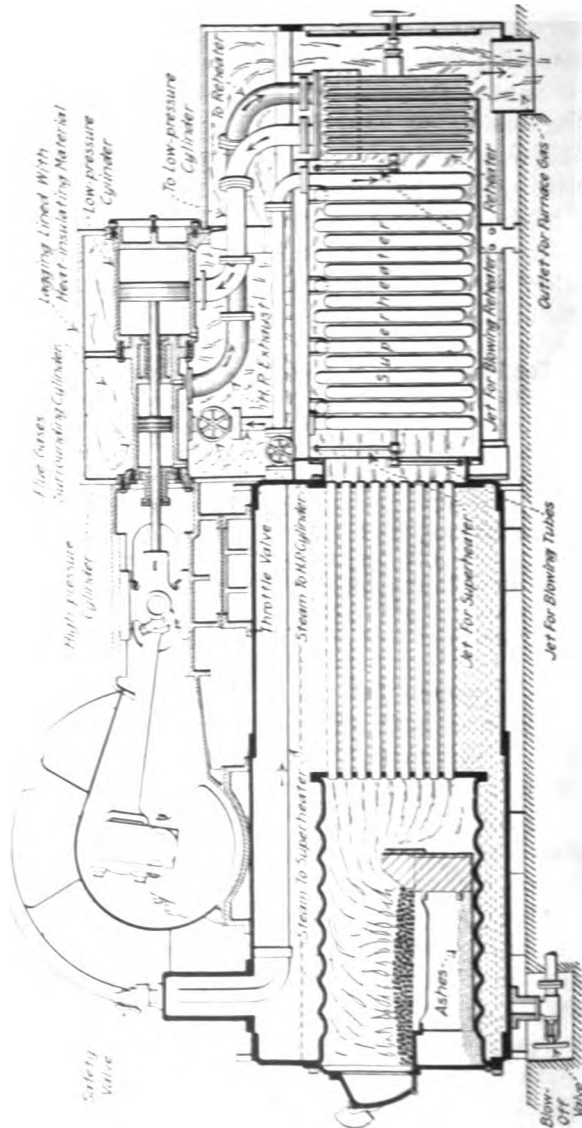 Safety
Valve
High-pressure
Cylinder
Flue Gases
Surrounding Cylinder
Lagging Lined With
Heat-insulating Material
Low-pressure
Cylinder
To Low-pressure
Cylinder
To Reheater
H.P. Exhaust
Throttle Valve
Steam To H.P. Cylinder
Steam To Superheater
Superheater
Reheater
Jet For Superheater
Jet For Blowing Reheater
Ashes
Jet For Blowing Tubes
Outlet For Furnace Gas
Blow-
Off
Valve